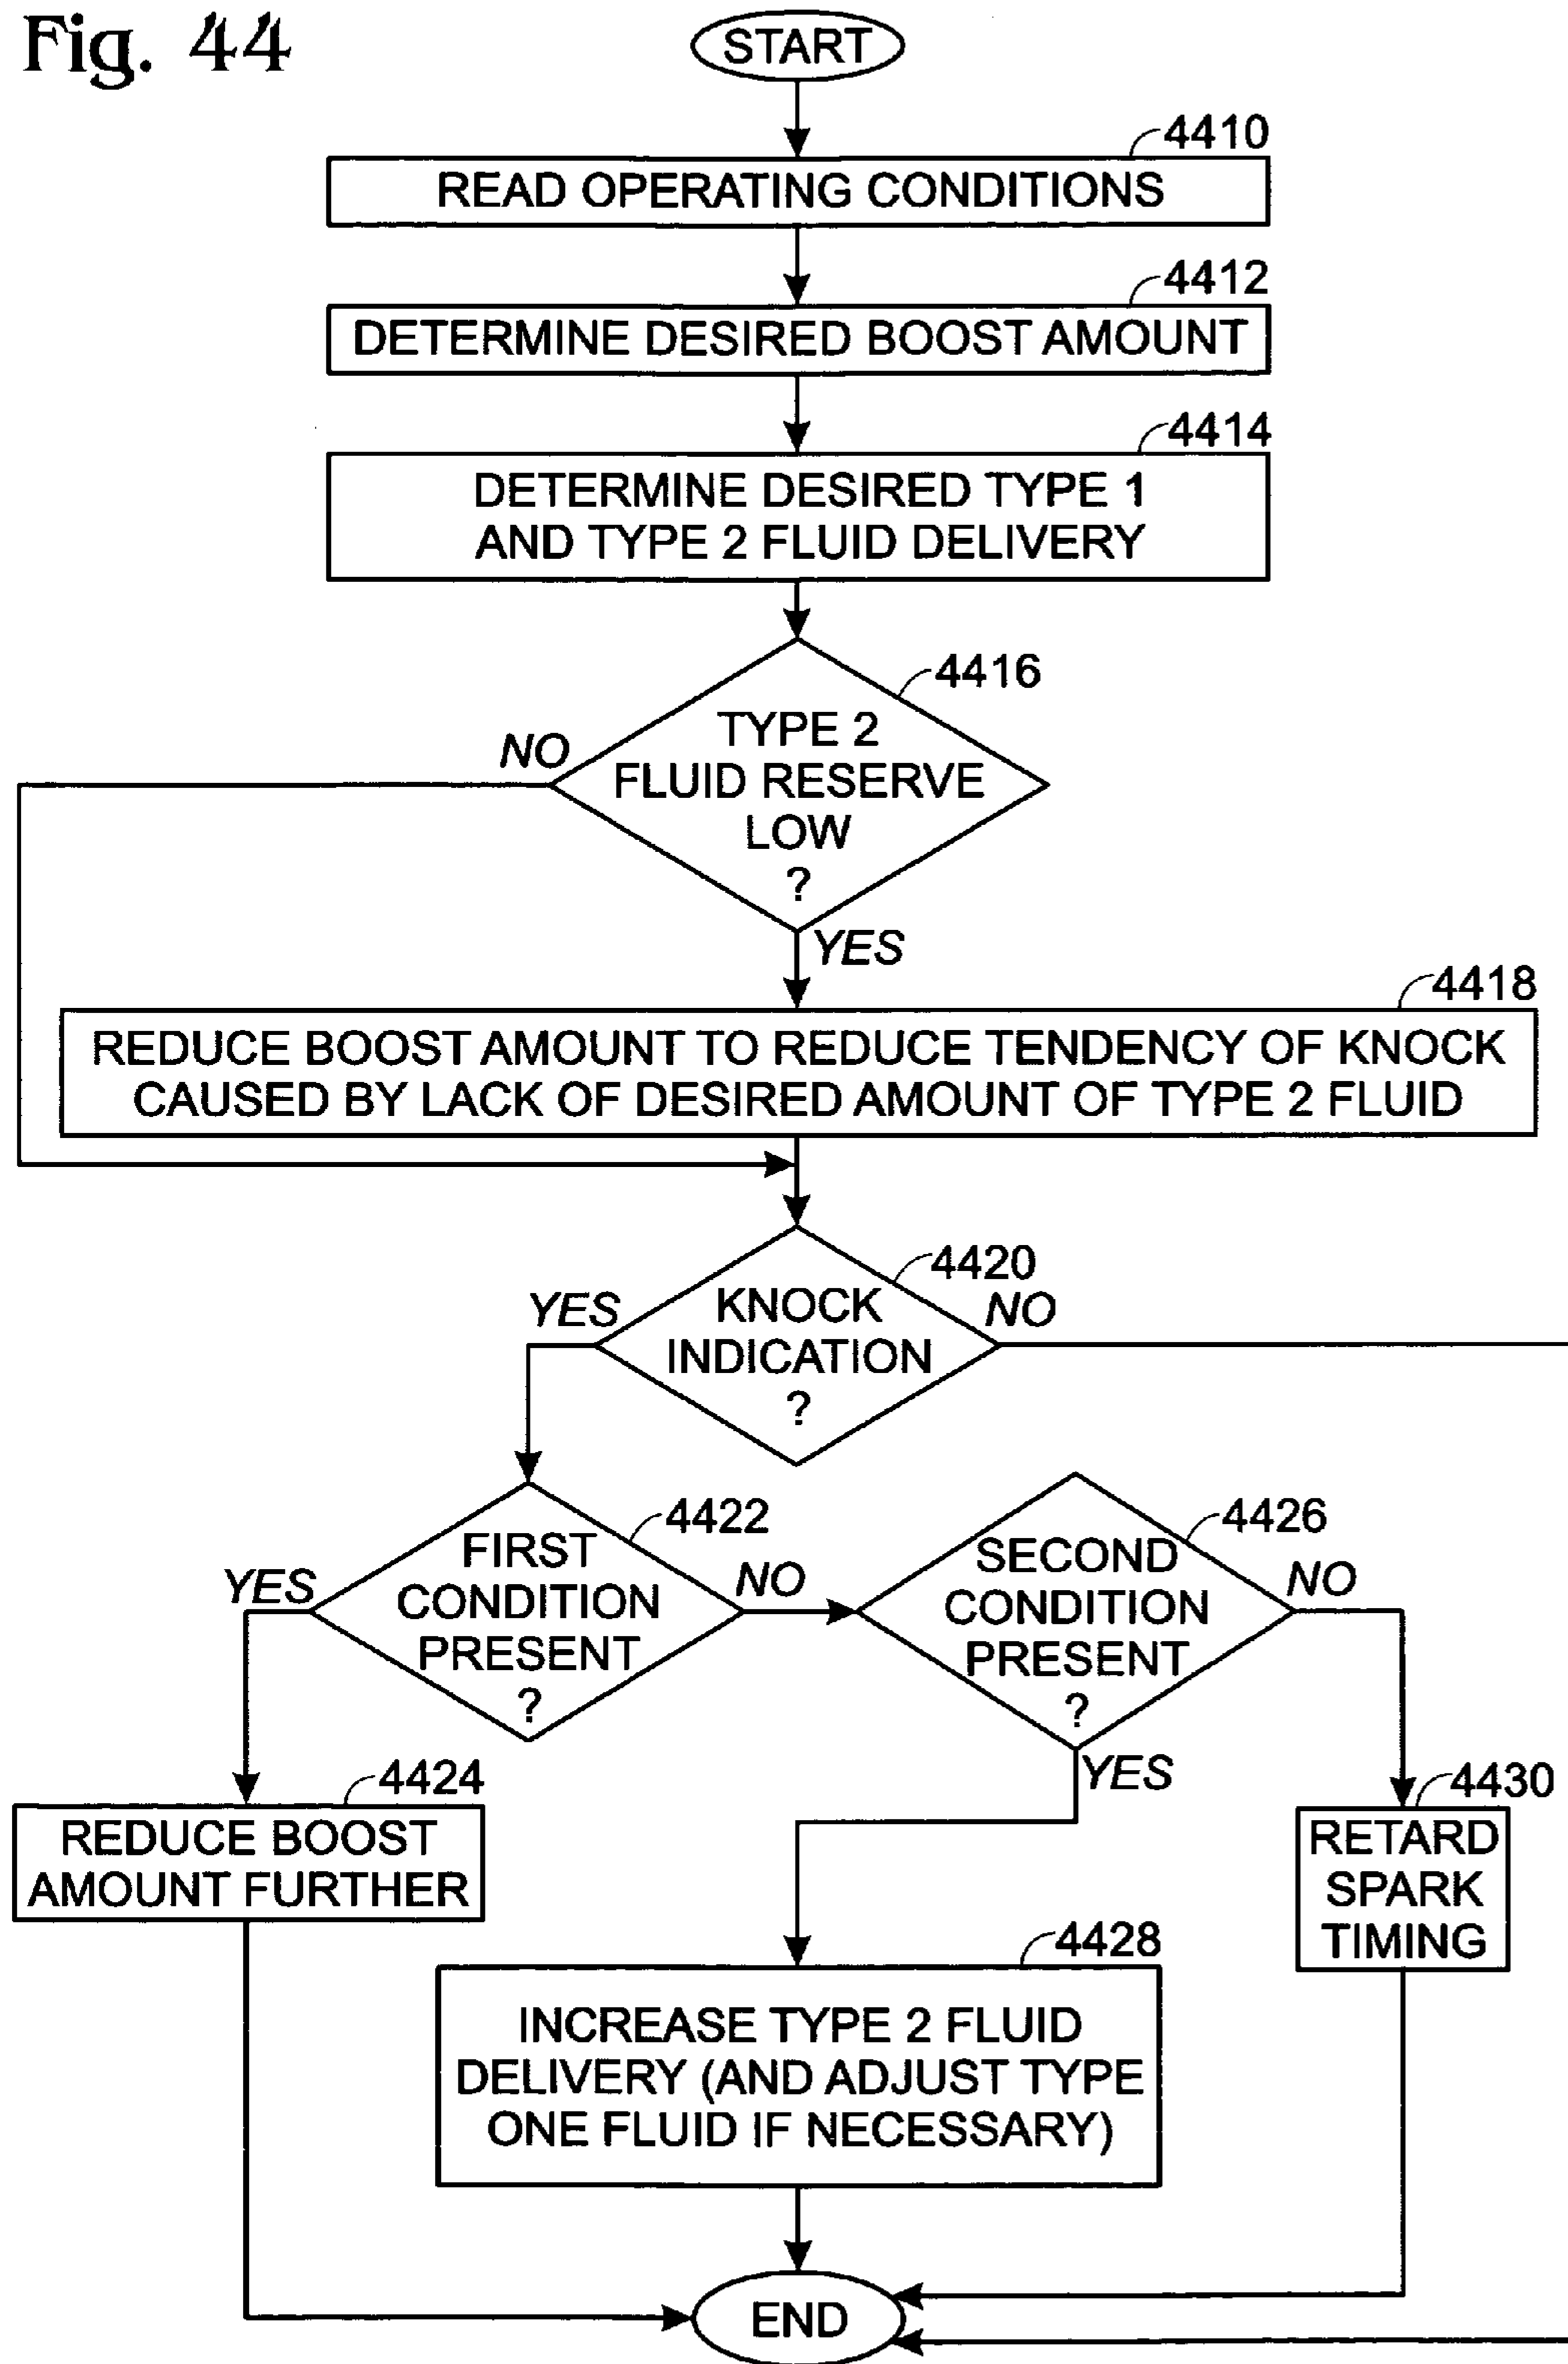 Fig. 44
START
4410
READ OPERATING CONDITIONS
4412
DETERMINE DESIRED BOOST AMOUNT
4414
DETERMINE DESIRED TYPE 1
AND TYPE 2 FLUID DELIVERY
4416
TYPE 2
FLUID RESERVE
LOW
?
NO
YES
4418
REDUCE BOOST AMOUNT TO REDUCE TENDENCY OF KNOCK
CAUSED BY LACK OF DESIRED AMOUNT OF TYPE 2 FLUID
4420
KNOCK
INDICATION
?
YES
NO
4422
FIRST
CONDITION
PRESENT
?
YES
NO
4426
SECOND
CONDITION
PRESENT
?
NO
YES
4424
REDUCE BOOST
AMOUNT FURTHER
4430
RETARD
SPARK
TIMING
4428
INCREASE TYPE 2 FLUID
DELIVERY (AND ADJUST TYPE
ONE FLUID IF NECESSARY)
END